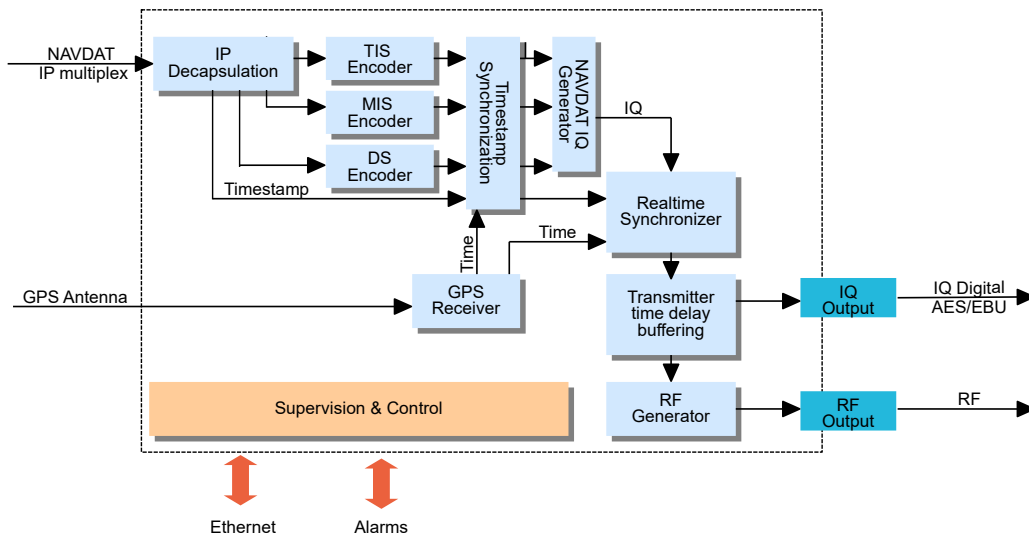 NAVDAT
IP multiplex
IP
Decapsulation
TIS
Encoder
MIS
Encoder
DS
Encoder
Timestamp
Timestamp
Synchronization
NAVDAT IQ
Generator
IQ
Realtime
Synchronizer
Time
Time
GPS Antenna
GPS
Receiver
Transmitter
time delay
buffering
IQ
Output
IQ Digital
AES/EBU
Supervision & Control
RF
Generator
RF
Output
RF
Ethernet
Alarms